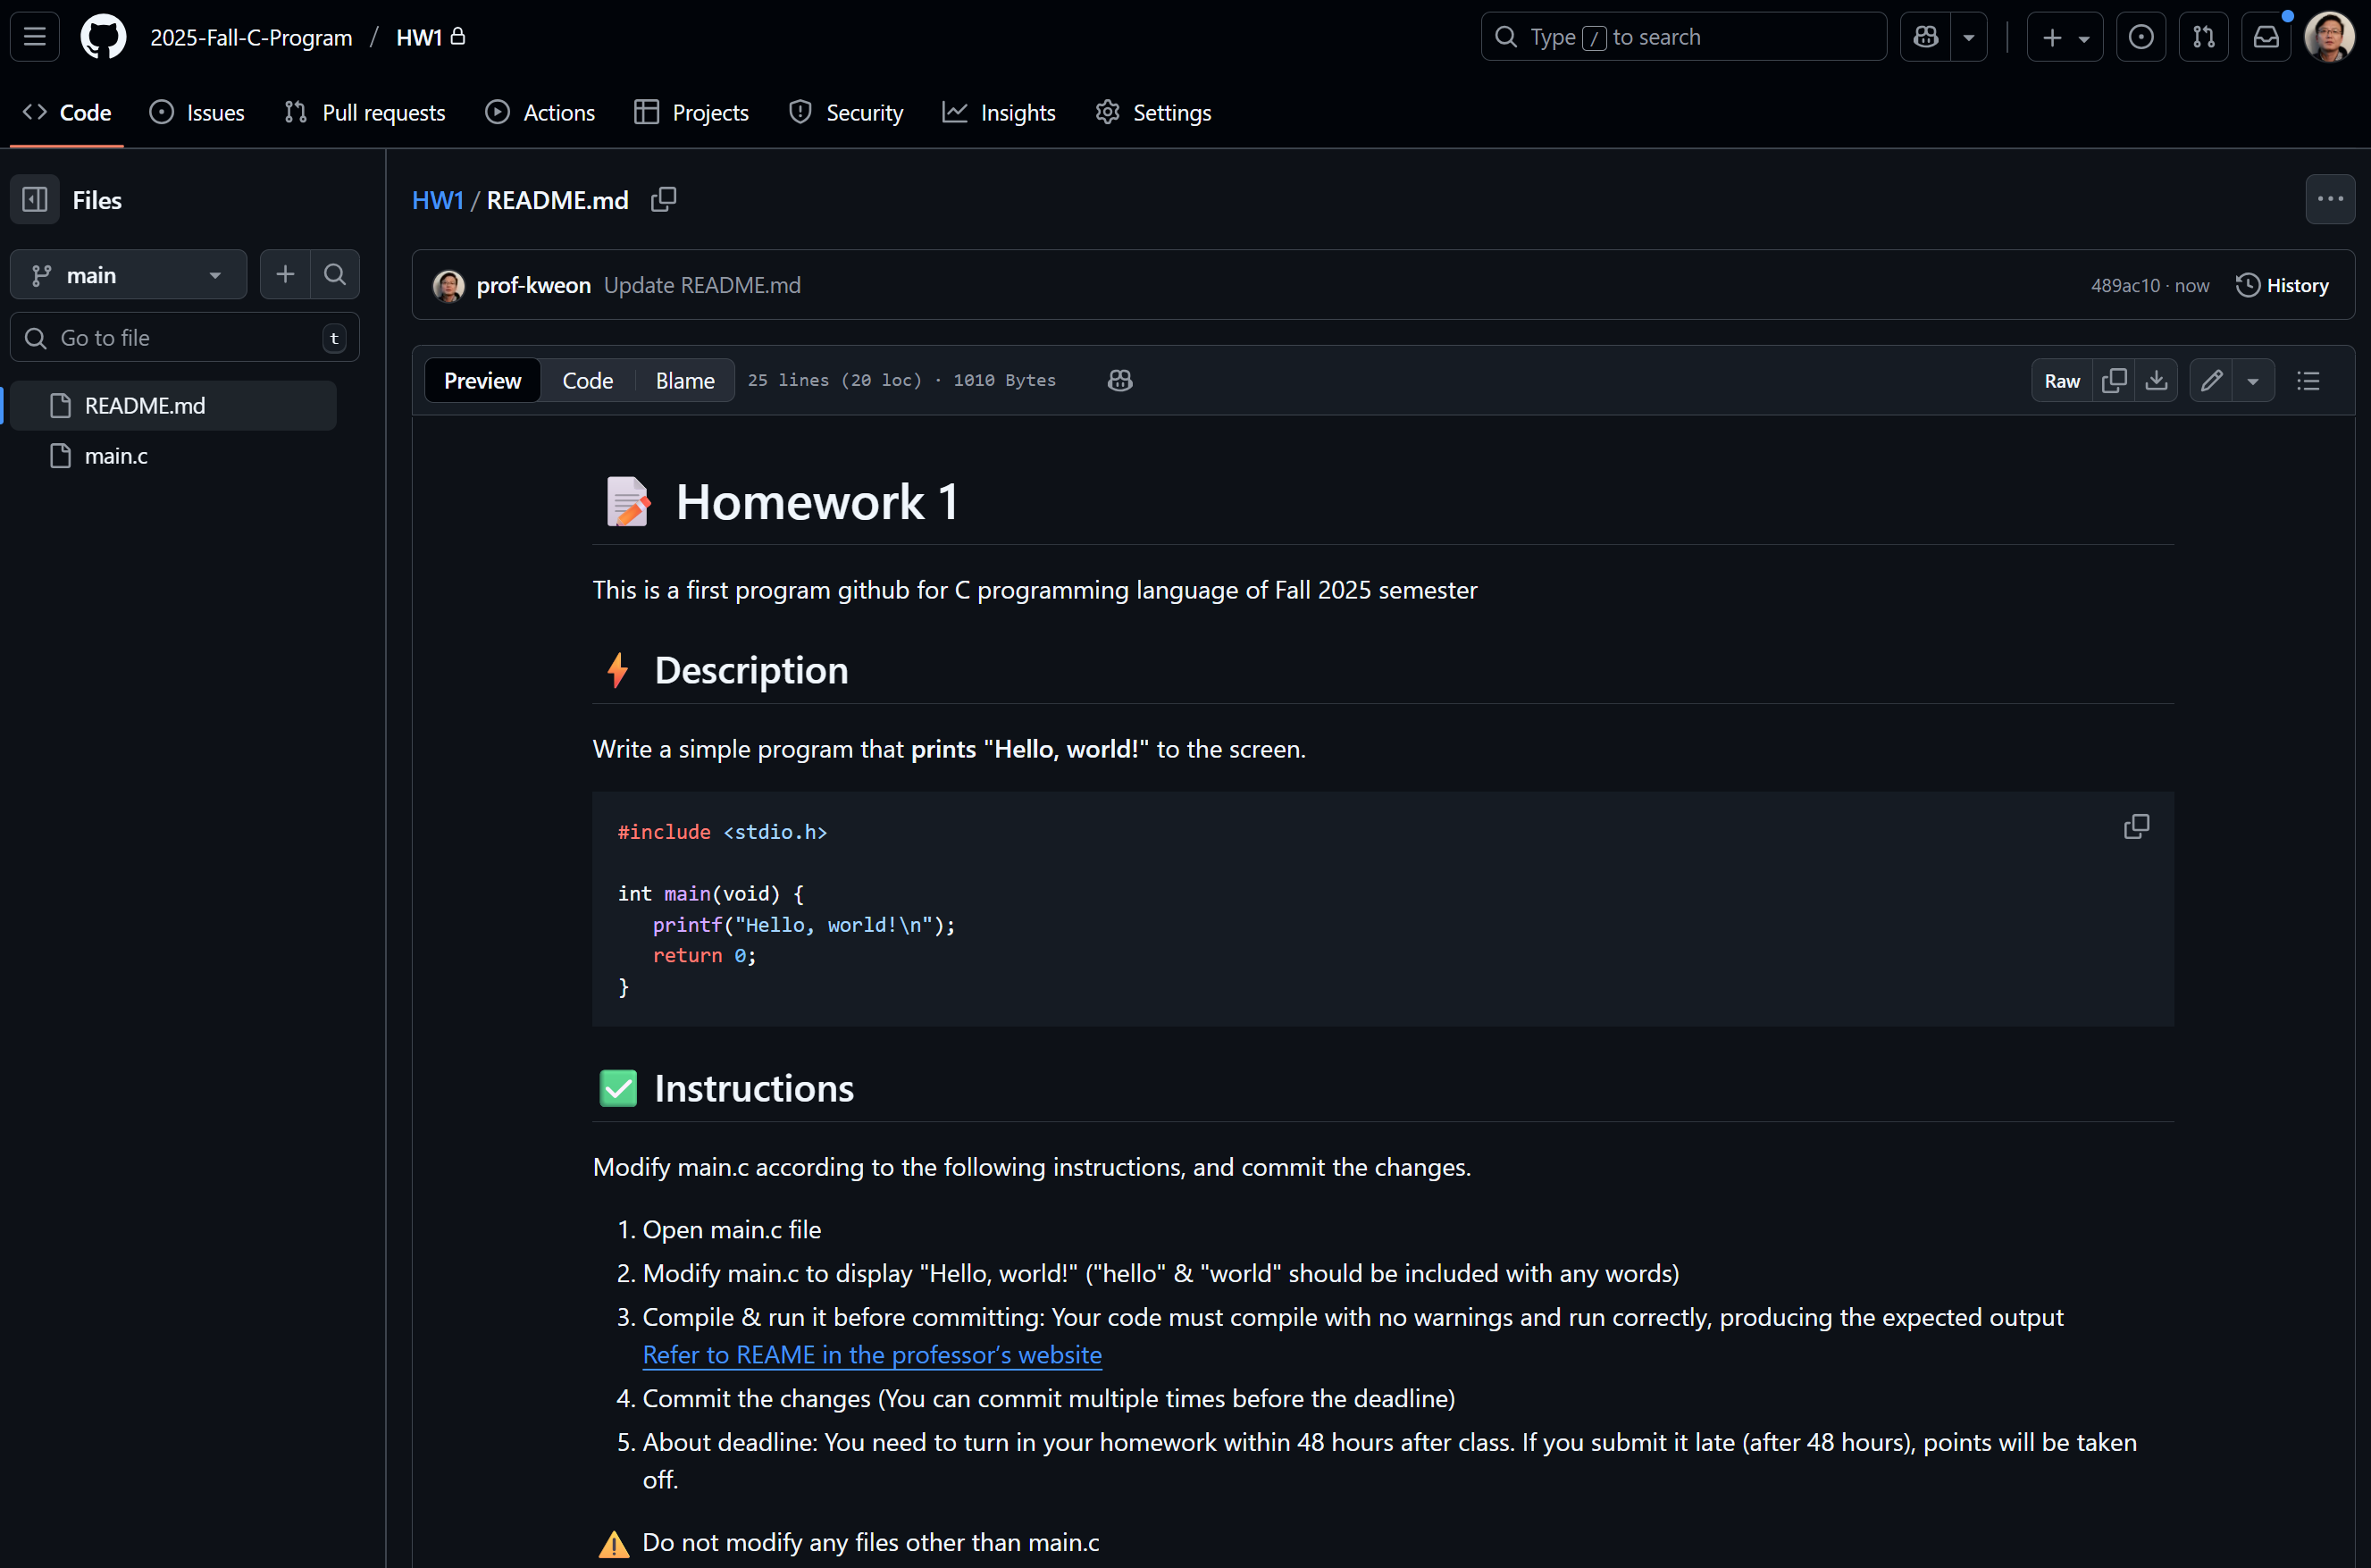 2025-Fall-C-Program / HW1
Type / to search
Code Issues Pull requests Actions Projects Security Insights Settings
Files
HW1 / README.md
main
prof-kweon Update README.md
489ac10 · now History
Go to file t
Preview Code Blame 25 lines (20 loc) · 1010 Bytes
Raw
README.md
main.c
Homework 1
This is a first program github for C programming language of Fall 2025 semester
Description
Write a simple program that prints "Hello, world!" to the screen.
#include <stdio.h>
int main(void) {
printf("Hello, world!\n");
return 0;
}
Instructions
Modify main.c according to the following instructions, and commit the changes.
1. Open main.c file
2. Modify main.c to display "Hello, world!" ("hello" & "world" should be included with any words)
3. Compile & run it before committing: Your code must compile with no warnings and run correctly, producing the expected output
Refer to REAME in the professor’s website
4. Commit the changes (You can commit multiple times before the deadline)
5. About deadline: You need to turn in your homework within 48 hours after class. If you submit it late (after 48 hours), points will be taken
off.
Do not modify any files other than main.c